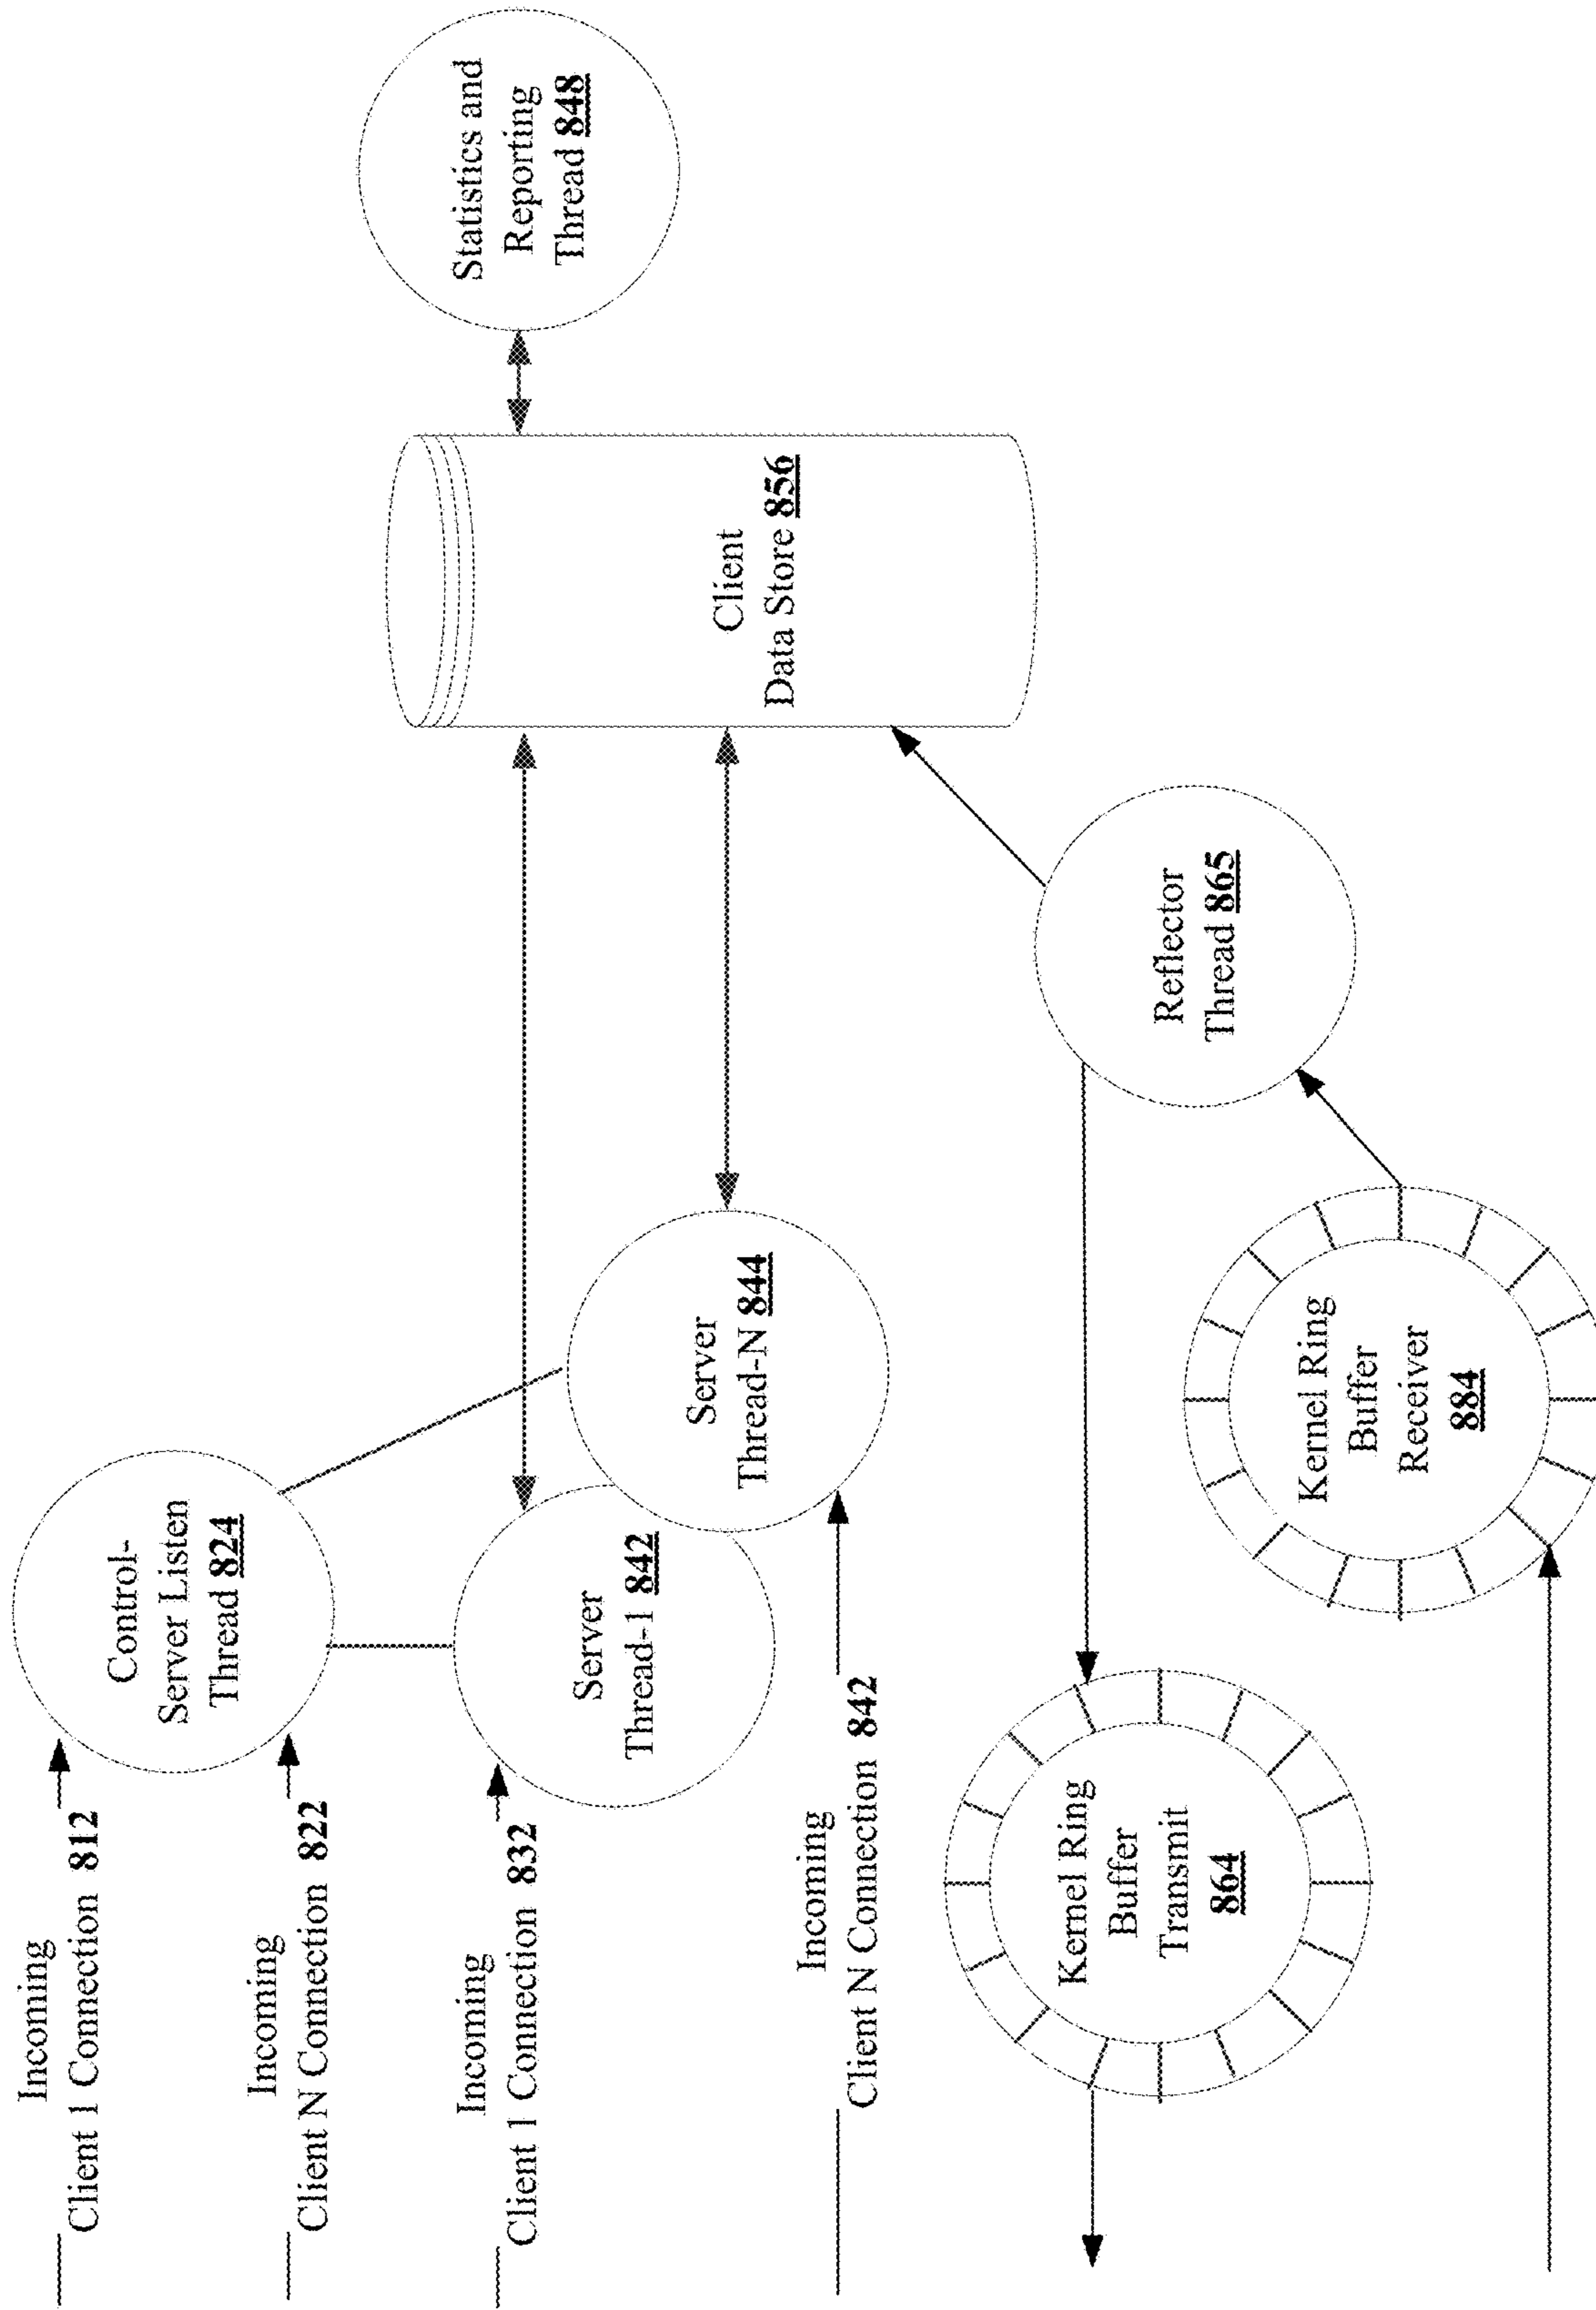 Incoming
Client 1 Connection 812
Incoming
Client N Connection 822
Incoming
Client 1 Connection 832
Incoming
Client N Connection 842
Control-
Server Listen
Thread 824
Server
Thread-1 842
Server
Thread-N 844
Client
Data Store 856
Statistics and
Reporting
Thread 848
Reflector
Thread 865
Kernel Ring
Buffer
Transmit
864
Kernel Ring
Buffer
Receiver
884